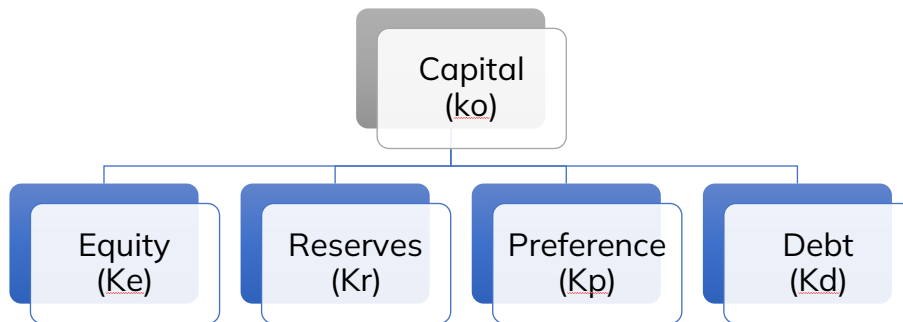 Capital
(ko)
Equity
(Ke)
Reserves
(Kr)
Preference
(Kp)
Debt
(Kd)